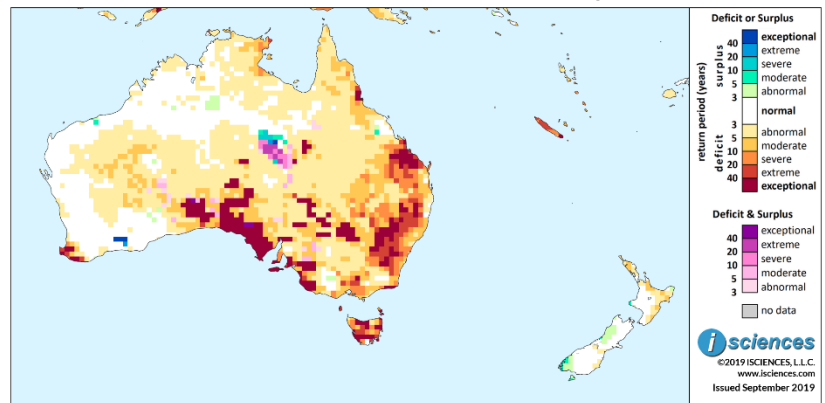 Deficit or Surplus
exceptional
40
extreme
20
severe
10
moderate
5
abnormal
3
surplus
normal
return period (years)
3
abnormal
5
moderate
10
severe
20
extreme
40
exceptional
deficit
Deficit & Surplus
exceptional
40
extreme
20
severe
10
moderate
5
abnormal
3
no data
i sciences
©2019 ISCIENCES, L.L.C.
www.isciences.com
Issued September 2019